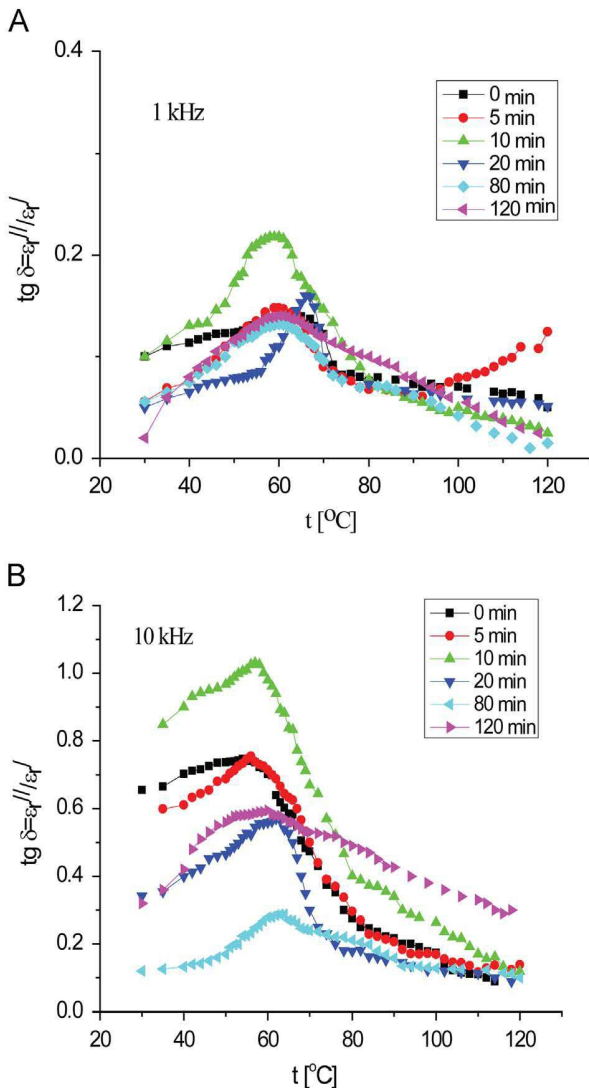 A
0.4
1 kHz
0 min
5 min
10 min
20 min
80 min
120 min
0.2
tg δ=εr// εr/
0.0
20 40 60 80 100 120
t [°C]
B
1.2
10 kHz
0 min
5 min
10 min
20 min
80 min
120 min
1.0
0.8
0.6
tg δ=εr///εr/
0.4
0.2
0.0
20 40 60 80 100 120
t [°C]